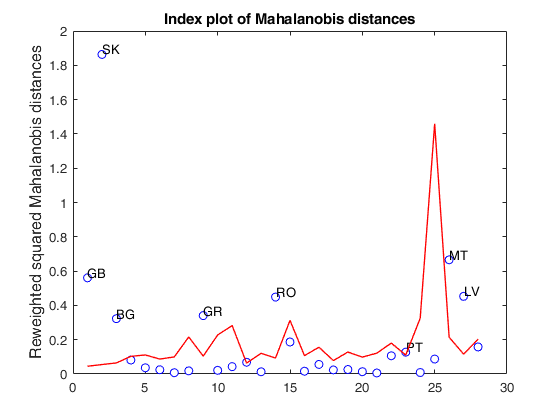 Index plot of Mahalanobis distances
Reweighted squared Mahalanobis distances
2
1.8
1.6
1.4
1.2
1
0.8
0.6
0.4
0.2
0
SK
GB
BG
GR
RO
MT
LV
PT
0 5 10 15 20 25 30